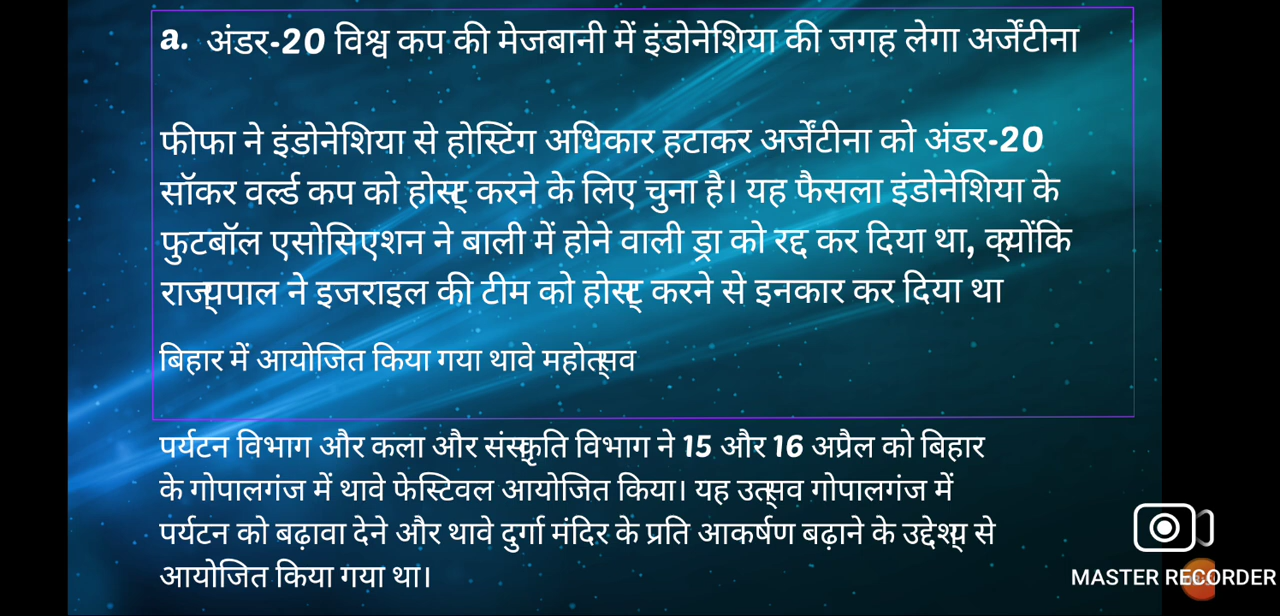 a. अंडर-20 विश्व कप की मेजबानी में इंडोनेशिया की जगह लेगा अर्जेंटीना
फीफा ने इंडोनेशिया से होस्टिंग अधिकार हटाकर अर्जेंटीना को अंडर-20
सॉकर वर्ल्ड कप को होस्ट करने के लिए चुना है। यह फैसला इंडोनेशिया के
फुटबॉल एसोसिएशन ने बाली में होने वाली ड्रा को रद्द कर दिया था, क्योंकि
राज्यपाल ने इजराइल की टीम को होस्ट करने से इनकार कर दिया था
बिहार में आयोजित किया गया थावे महोत्सव
पर्यटन विभाग और कला और संस्कृति विभाग ने 15 और 16 अप्रैल को बिहार
के गोपालगंज में थावे फेस्टिवल आयोजित किया। यह उत्सव गोपालगंज में
पर्यटन को बढ़ावा देने और थावे दुर्गा मंदिर के प्रति आकर्षण बढ़ाने के उद्देश्य से
आयोजित किया गया था।
MASTER RECORDER